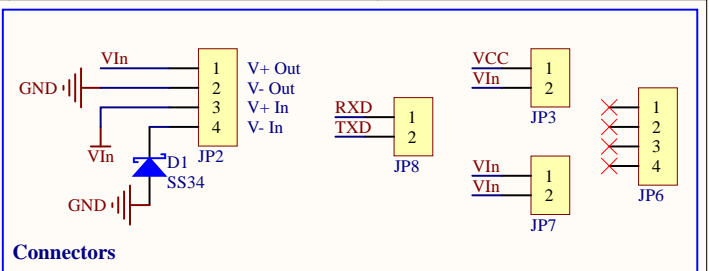 VIn
1
V+ Out
GND
2
V- Out
3
V+ In
4
V- In
VIn
JP2
D1
SS34
GND
RXD
1
TXD
2
JP8
VCC
1
VIn
2
JP3
VIn
1
VIn
2
JP7
1
2
3
4
JP6
Connectors